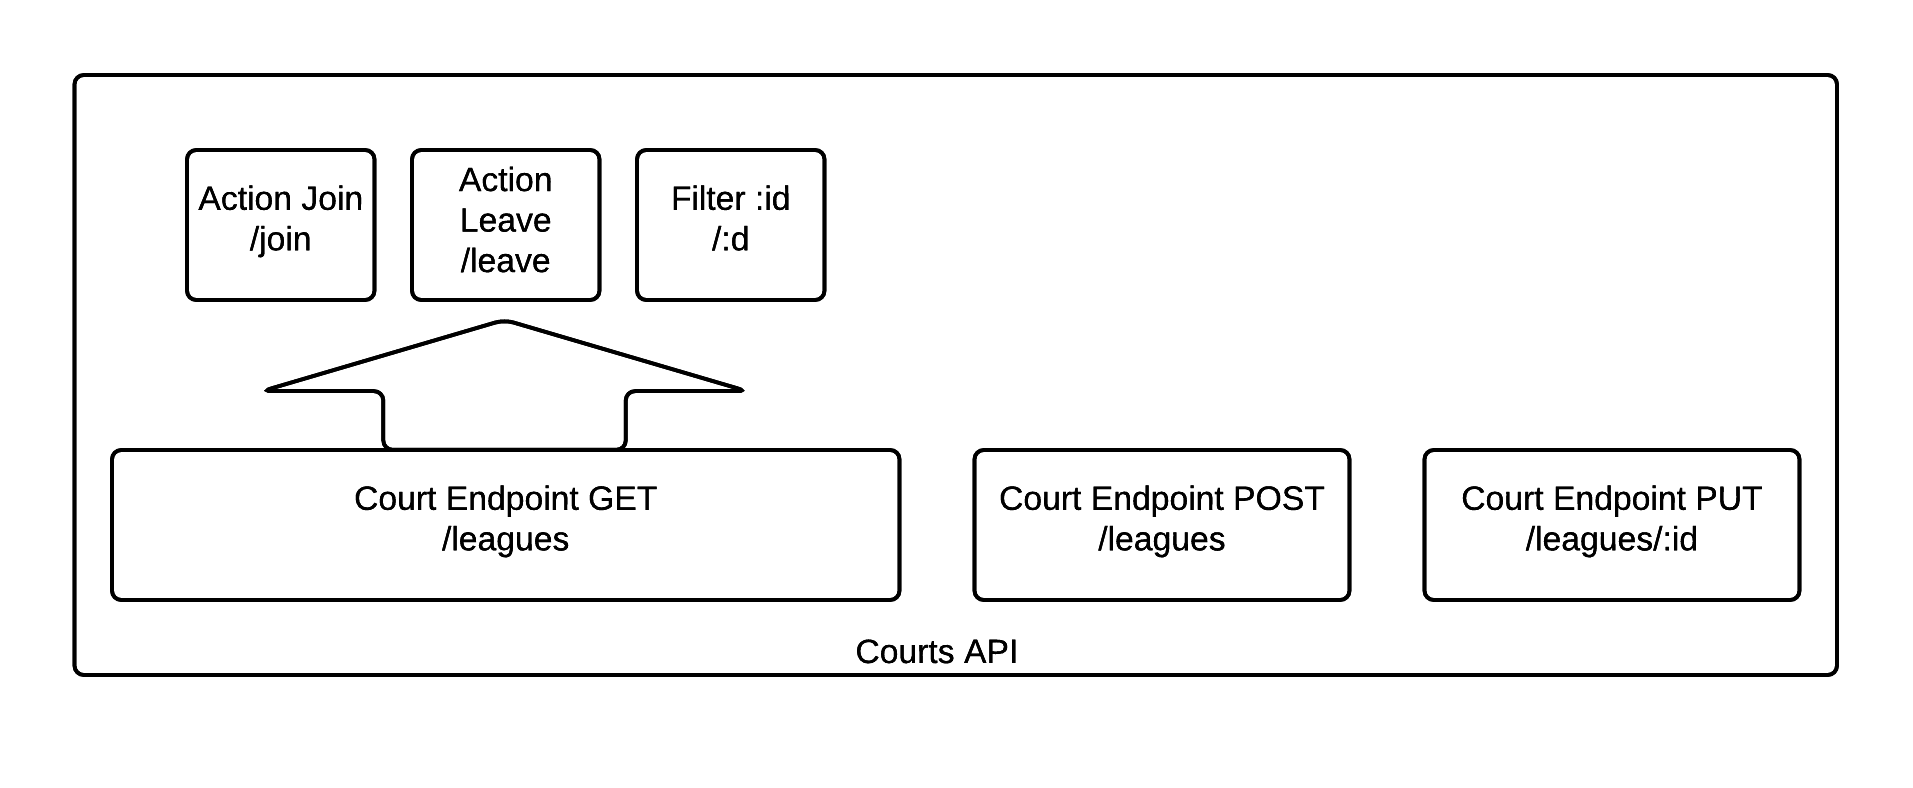 Action Join
/join
Action
Leave
/leave
Filter :id
/:d
Court Endpoint GET
/leagues
Court Endpoint POST
/leagues
Court Endpoint PUT
/leagues/:id
Courts API